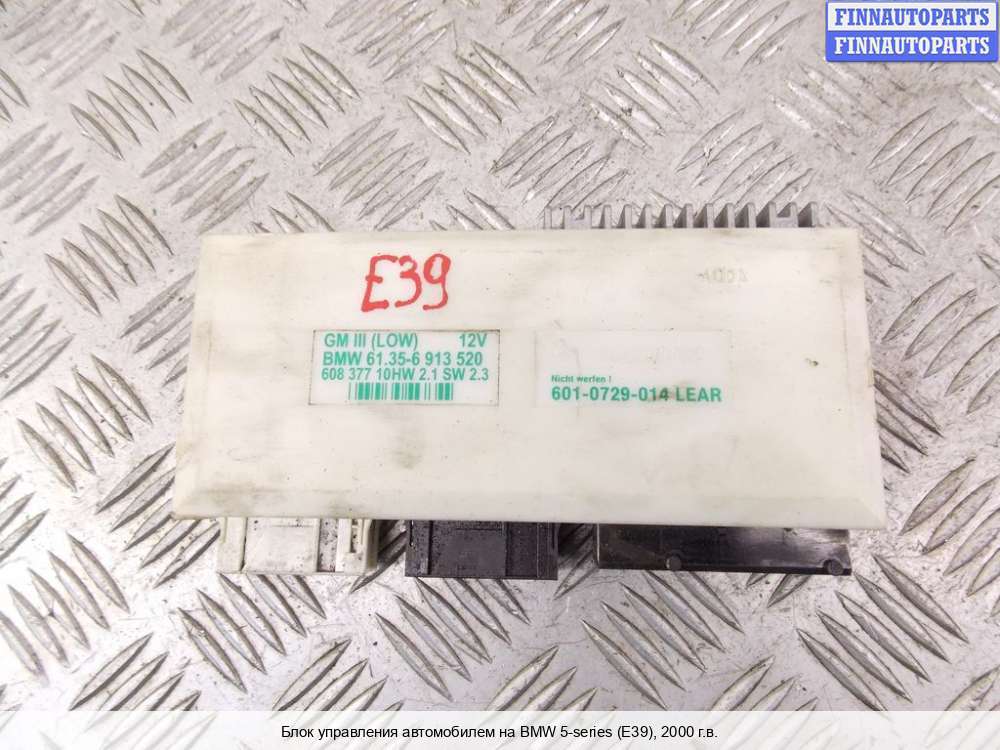 FINNAUTOPARTS
FINNAUTOPARTS
E39
GM III (LOW) 12V
BMW 61.35-6 913 520
608 377 10HW 2.1 SW 2.3
Nicht werfen !
601-0729-014 LEAR
Блок управления автомобилем на BMW 5-series (E39), 2000 г.в.